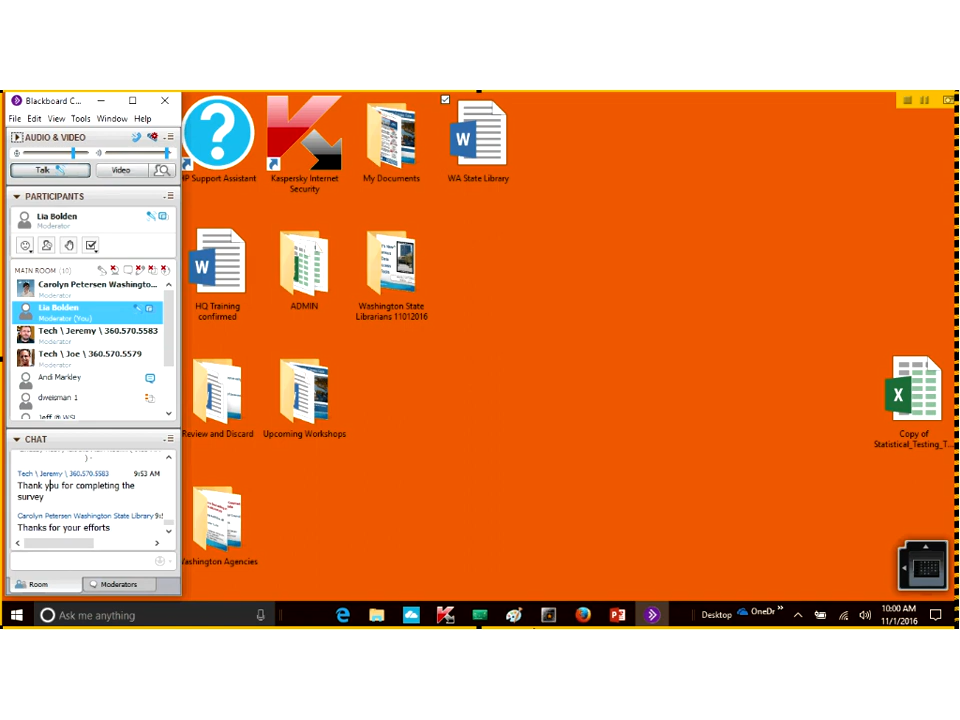 Blackboard C...
File Edit View Tools Window Help
AUDIO & VIDEO
Talk
Video
PARTICIPANTS
Lia Bolden
Moderator
MAIN ROOM (10)
Carolyn Petersen Washingto...
Moderator
Lia Bolden
Moderator (You)
Tech \ Jeremy \ 360.570.5583
Moderator
Tech \ Joe \ 360.570.5579
Moderator
Andi Markley
dweisman 1
CHAT
Tech \ Jeremy \ 360.570.5583 9:53 AM
Thank you for completing the
survey
Carolyn Petersen Washington State Library
Thanks for your efforts
Room
Moderators
HP Support Assistant
Kaspersky Internet
Security
My Documents
W
WA State Library
W
HQ Training
confirmed
ADMIN
Washington State
Librarians 11012016
Review and Discard
Upcoming Workshops
X
Copy of
Statistical_Testing_T...
Washington Agencies
Ask me anything
Desktop
OneDr
10:00 AM
11/1/2016